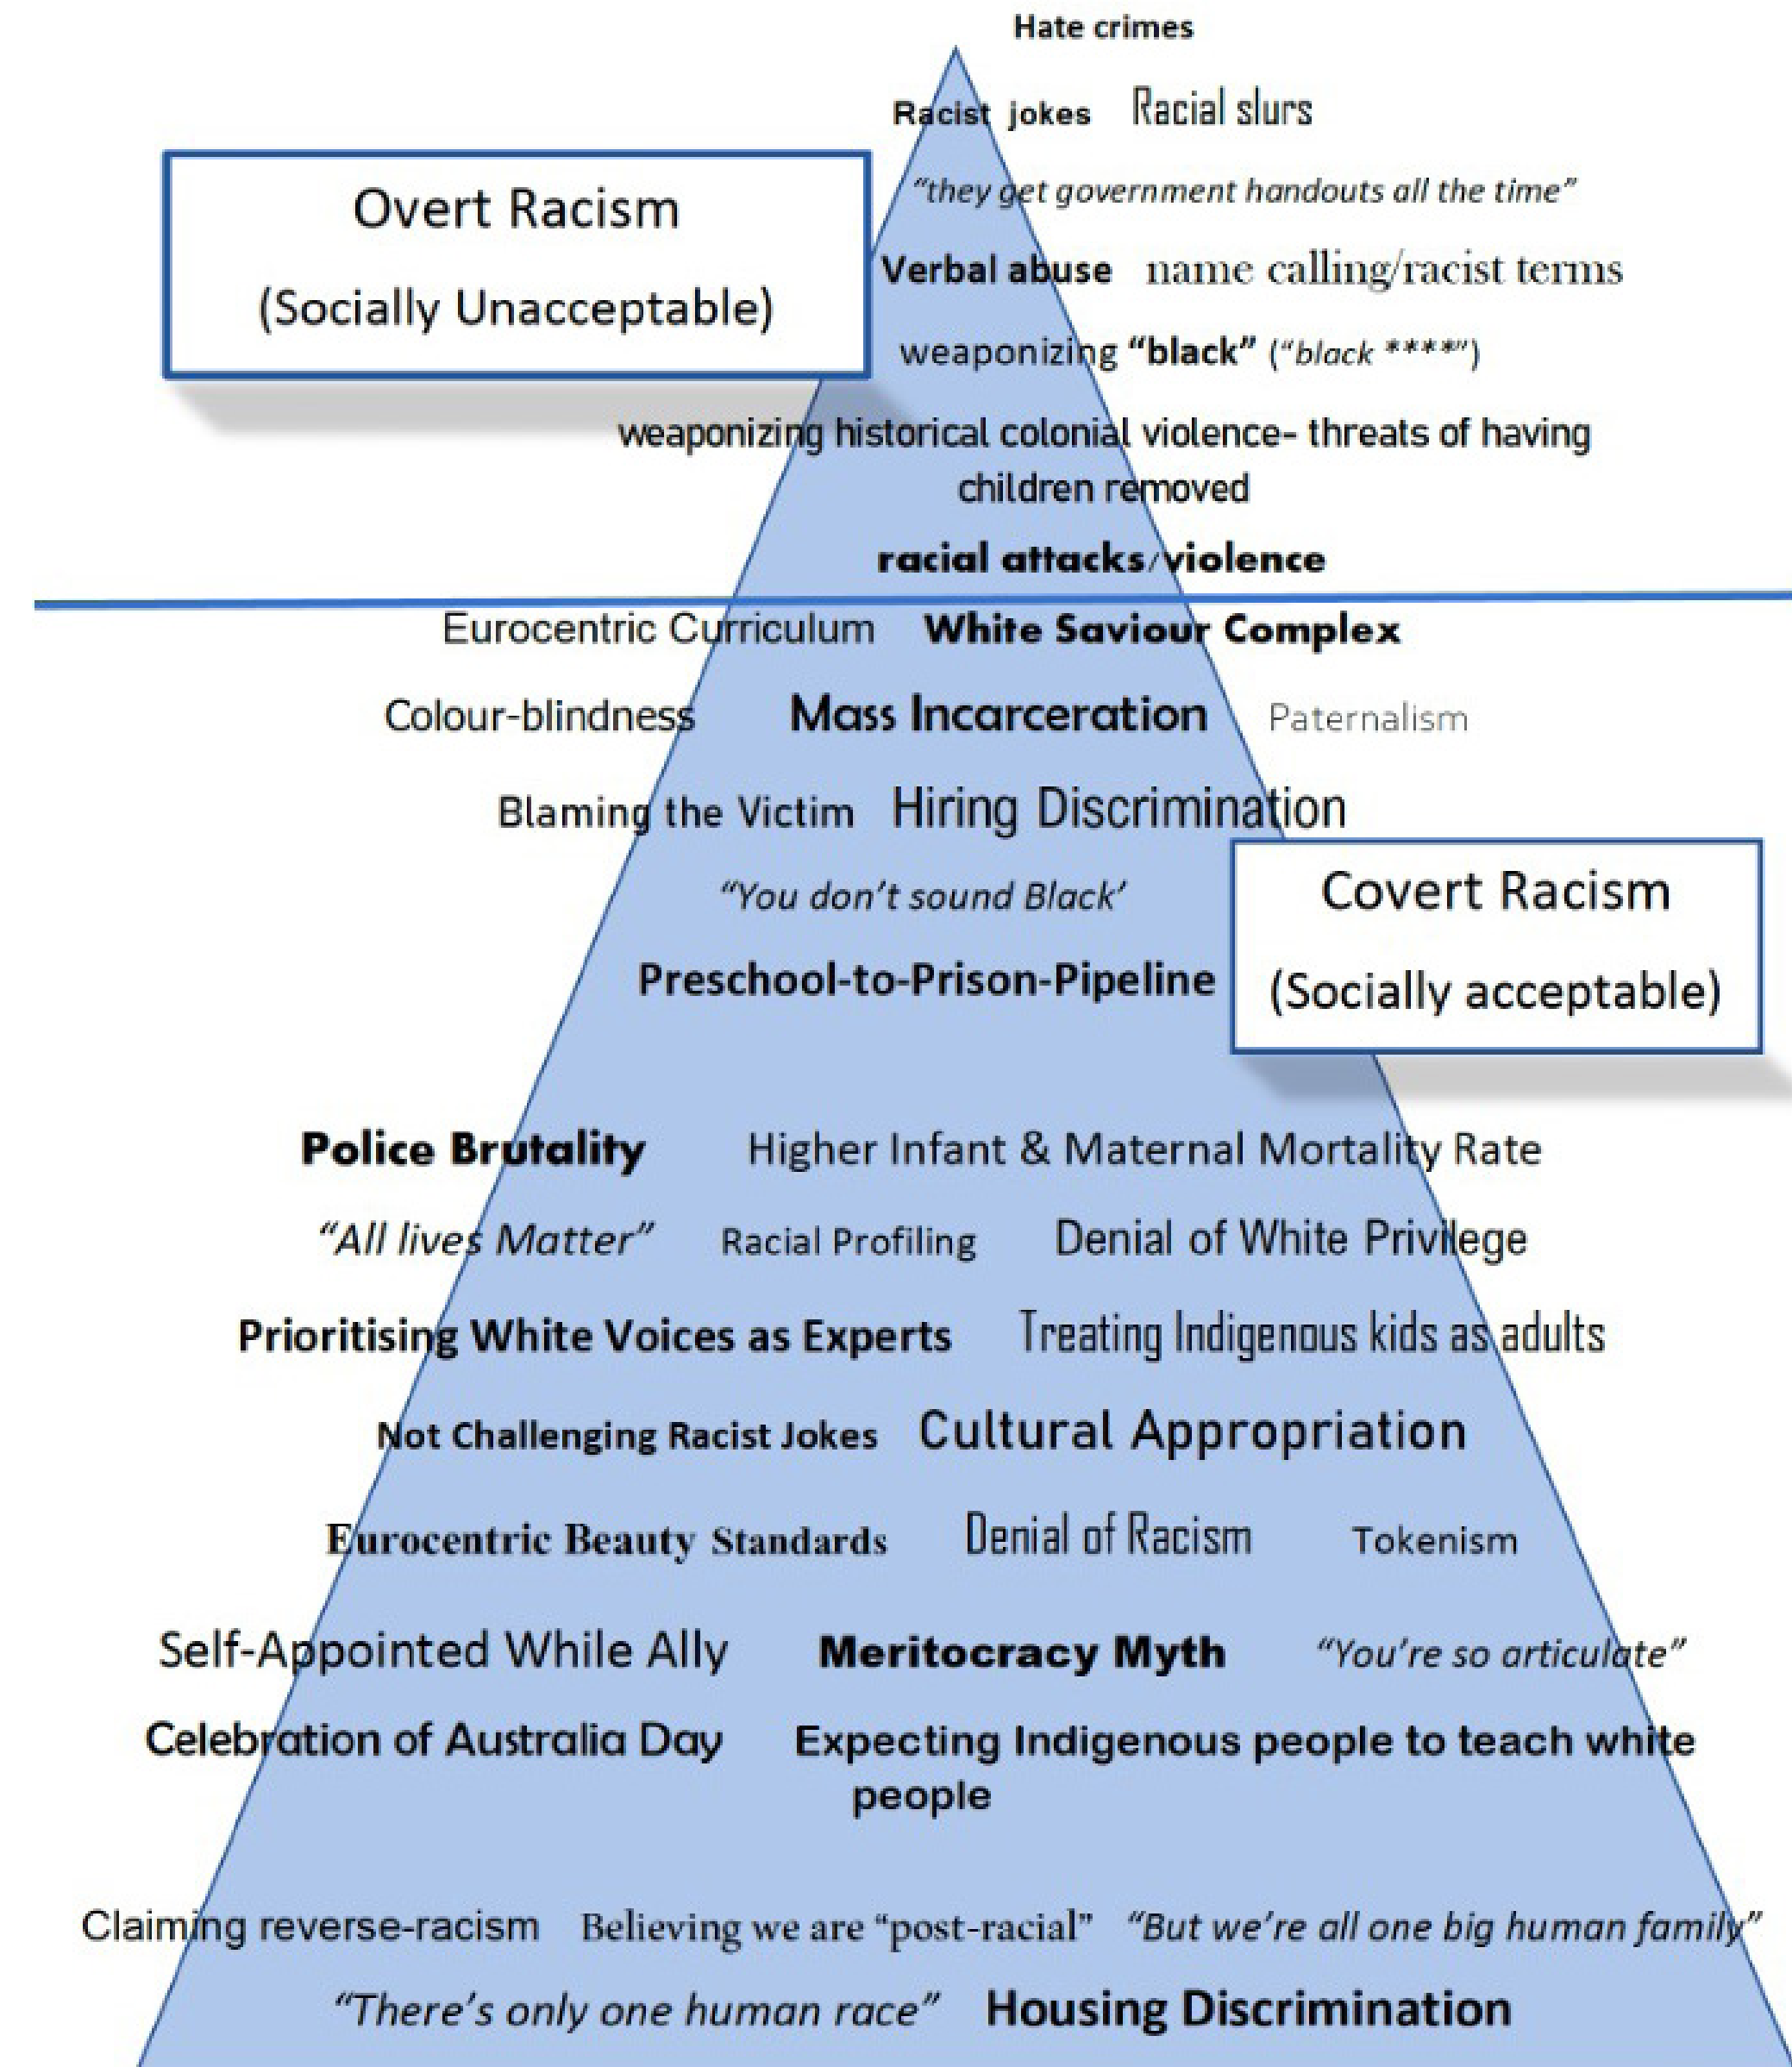 Hate crimes
Racist jokes Racial slurs
“they get government handouts all the time”
Overt Racism
(Socially Unacceptable)
Verbal abuse name calling/racist terms
weaponizing “black” (“black ****”)
weaponizing historical colonial violence- threats of having
children removed
racial attacks/violence
Eurocentric Curriculum White Saviour Complex
Colour-blindness Mass Incarceration Paternalism
Blaming the Victim Hiring Discrimination
“You don’t sound Black’
Covert Racism
(Socially acceptable)
Preschool-to-Prison-Pipeline
Police Brutality Higher Infant & Maternal Mortality Rate
“All lives Matter” Racial Profiling Denial of White Privilege
Prioritising White Voices as Experts Treating Indigenous kids as adults
Not Challenging Racist Jokes Cultural Appropriation
Eurocentric Beauty Standards Denial of Racism Tokenism
Self-Appointed While Ally Meritocracy Myth “You’re so articulate”
Celebration of Australia Day Expecting Indigenous people to teach white
people
Claiming reverse-racism Believing we are “post-racial” “But we’re all one big human family”
“There’s only one human race” Housing Discrimination